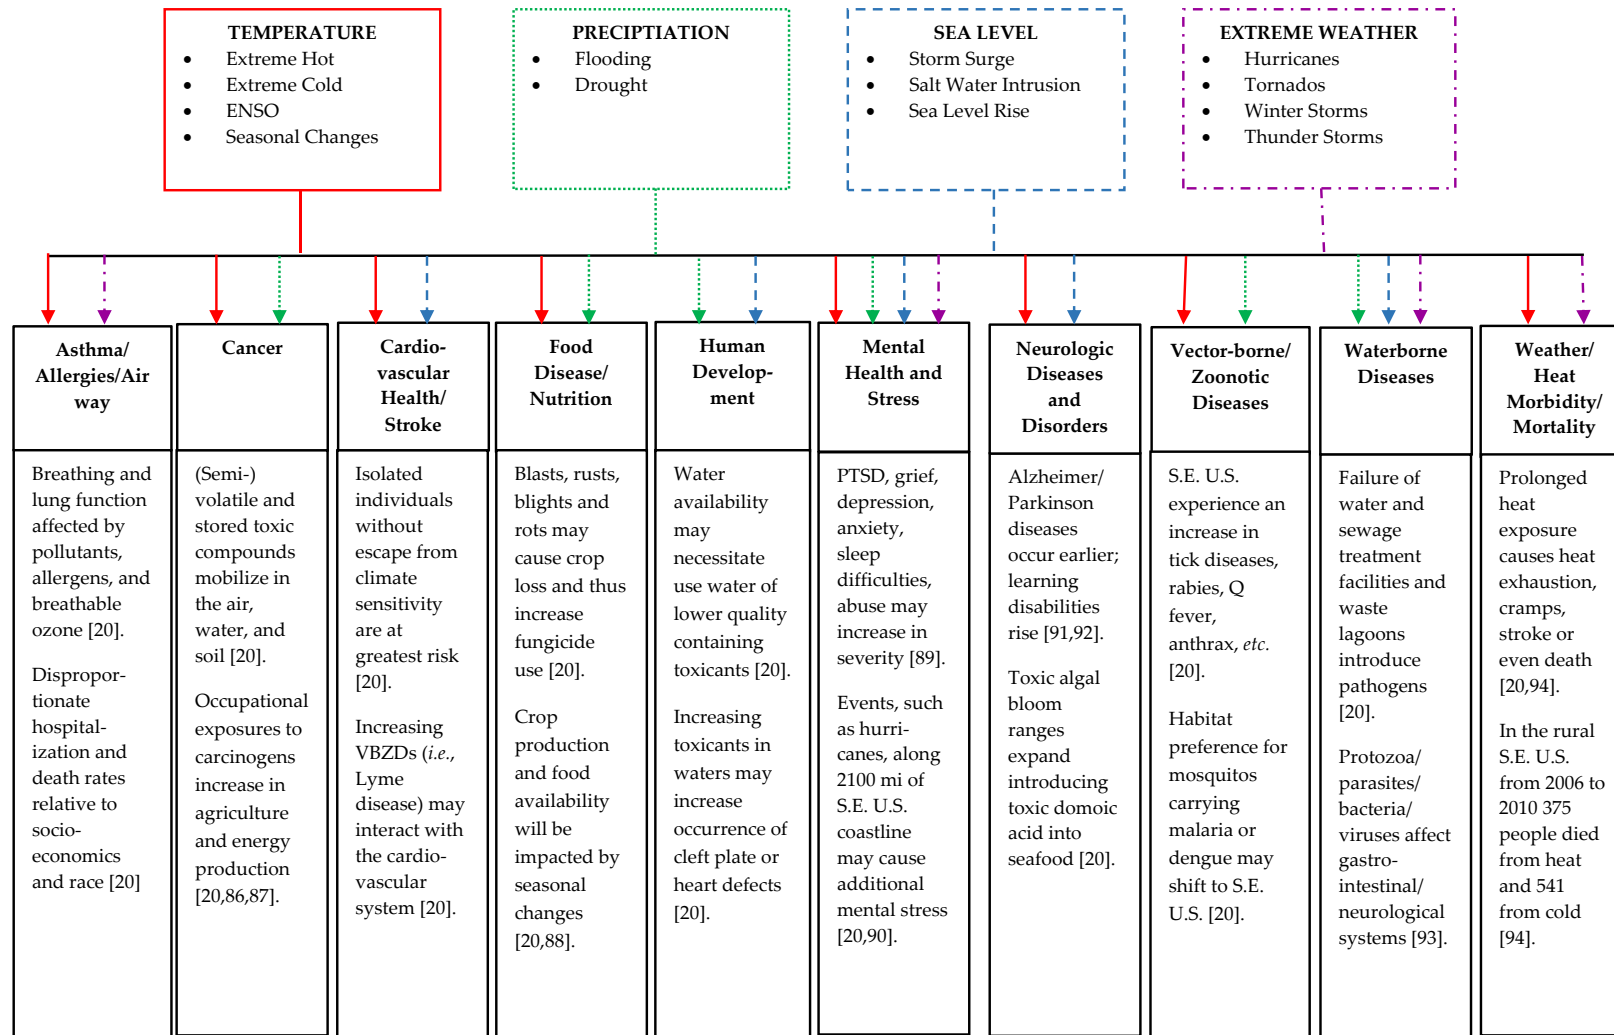 TEMPERATURE
• Extreme Hot
• Extreme Cold
• ENSO
• Seasonal Changes
PRECIPTIATION
• Flooding
• Drought
SEA LEVEL
• Storm Surge
• Salt Water Intrusion
• Sea Level Rise
EXTREME WEATHER
• Hurricanes
• Tornados
• Winter Storms
• Thunder Storms
Asthma/
Allergies/Air
way
Breathing and
lung function
affected by
pollutants,
allergens, and
breathable
ozone [20].
Dispropor-
tionate
hospital-
ization and
death rates
relative to
socio-
economics
and race [20]
Cancer
(Semi-)
volatile and
stored toxic
compounds
mobilize in
the air,
water, and
soil [20].
Occupational
exposures to
carcinogens
increase in
agriculture
and energy
production
[20,86,87].
Cardio-
vascular
Health/
Stroke
Isolated
individuals
without
escape from
climate
sensitivity
are at
greatest risk
[20].
Increasing
VBZDs (i.e.,
Lyme
disease) may
interact with
the cardio-
vascular
system [20].
Food
Disease/
Nutrition
Blasts, rusts,
blights and
rots may
cause crop
loss and thus
increase
fungicide
use [20].
Crop
production
and food
availability
will be
impacted by
seasonal
changes
[20,88].
Human
Develop-
ment
Water
availability
may
necessitate
use water of
lower quality
containing
toxicants [20].
Increasing
toxicants in
waters may
increase
occurrence of
cleft plate or
heart defects
[20].
Mental
Health and
Stress
PTSD, grief,
depression,
anxiety,
sleep
difficulties,
abuse may
increase in
severity [89].
Events, such
as hurri-
canes, along
2100 mi of
S.E. U.S.
coastline
may cause
additional
mental stress
[20,90].
Neurologic
Diseases
and
Disorders
Alzheimer/
Parkinson
diseases
occur earlier;
learning
disabilities
rise [91,92].
Toxic algal
bloom
ranges
expand
introducing
toxic domoic
acid into
seafood [20].
Vector-borne/
Zoonotic
Diseases
S.E. U.S.
experience an
increase in
tick diseases,
rabies, Q
fever,
anthrax, etc.
[20].
Habitat
preference for
mosquitos
carrying
malaria or
dengue may
shift to S.E.
U.S. [20].
Waterborne
Diseases
Failure of
water and
sewage
treatment
facilities and
waste
lagoons
introduce
pathogens
[20].
Protozoa/
parasites/
bacteria/
viruses affect
gastro-
intestinal/
neurological
systems [93].
Weather/
Heat
Morbidity/
Mortality
Prolonged
heat
exposure
causes heat
exhaustion,
cramps,
stroke or
even death
[20,94].
In the rural
S.E. U.S.
from 2006 to
2010 375
people died
from heat
and 541
from cold
[94].